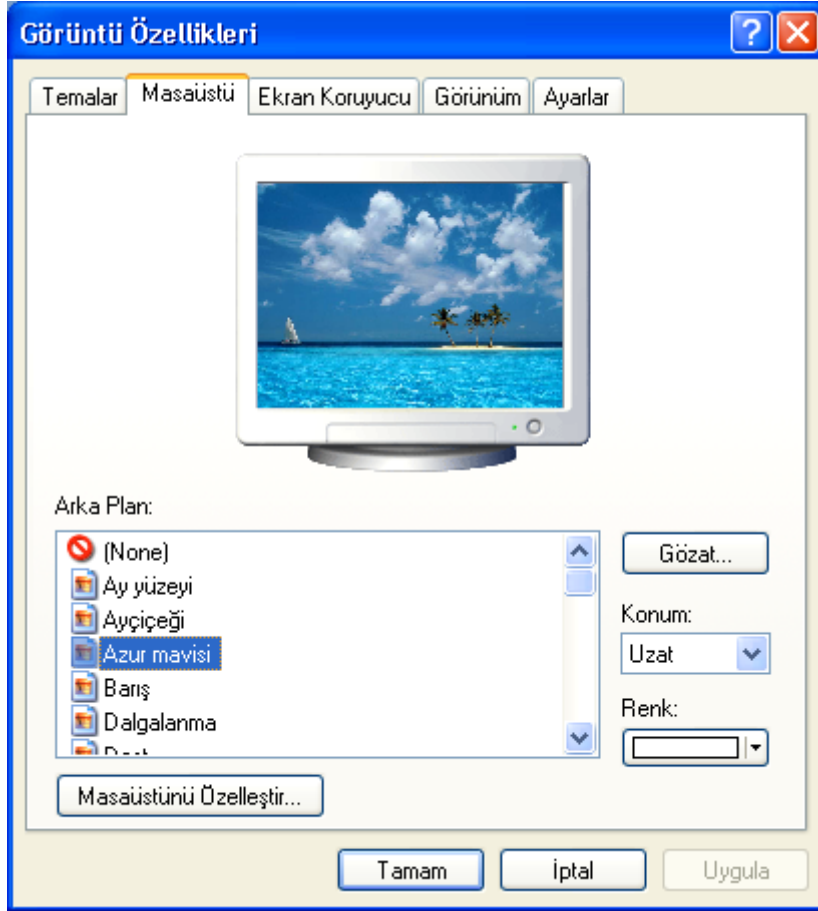 Görüntü Özellikleri
Temalar Masaüstü Ekran Koruyucu Görünüm Ayarlar
Arka Plan:
(None)
Ay yüzeyi
Ayçiçeği
Azur mavisi
Barış
Dalgalanma
Gözat...
Konum:
Uzat
Renk:
Masaüstünü Özelleştir...
Tamam İptal Uygula